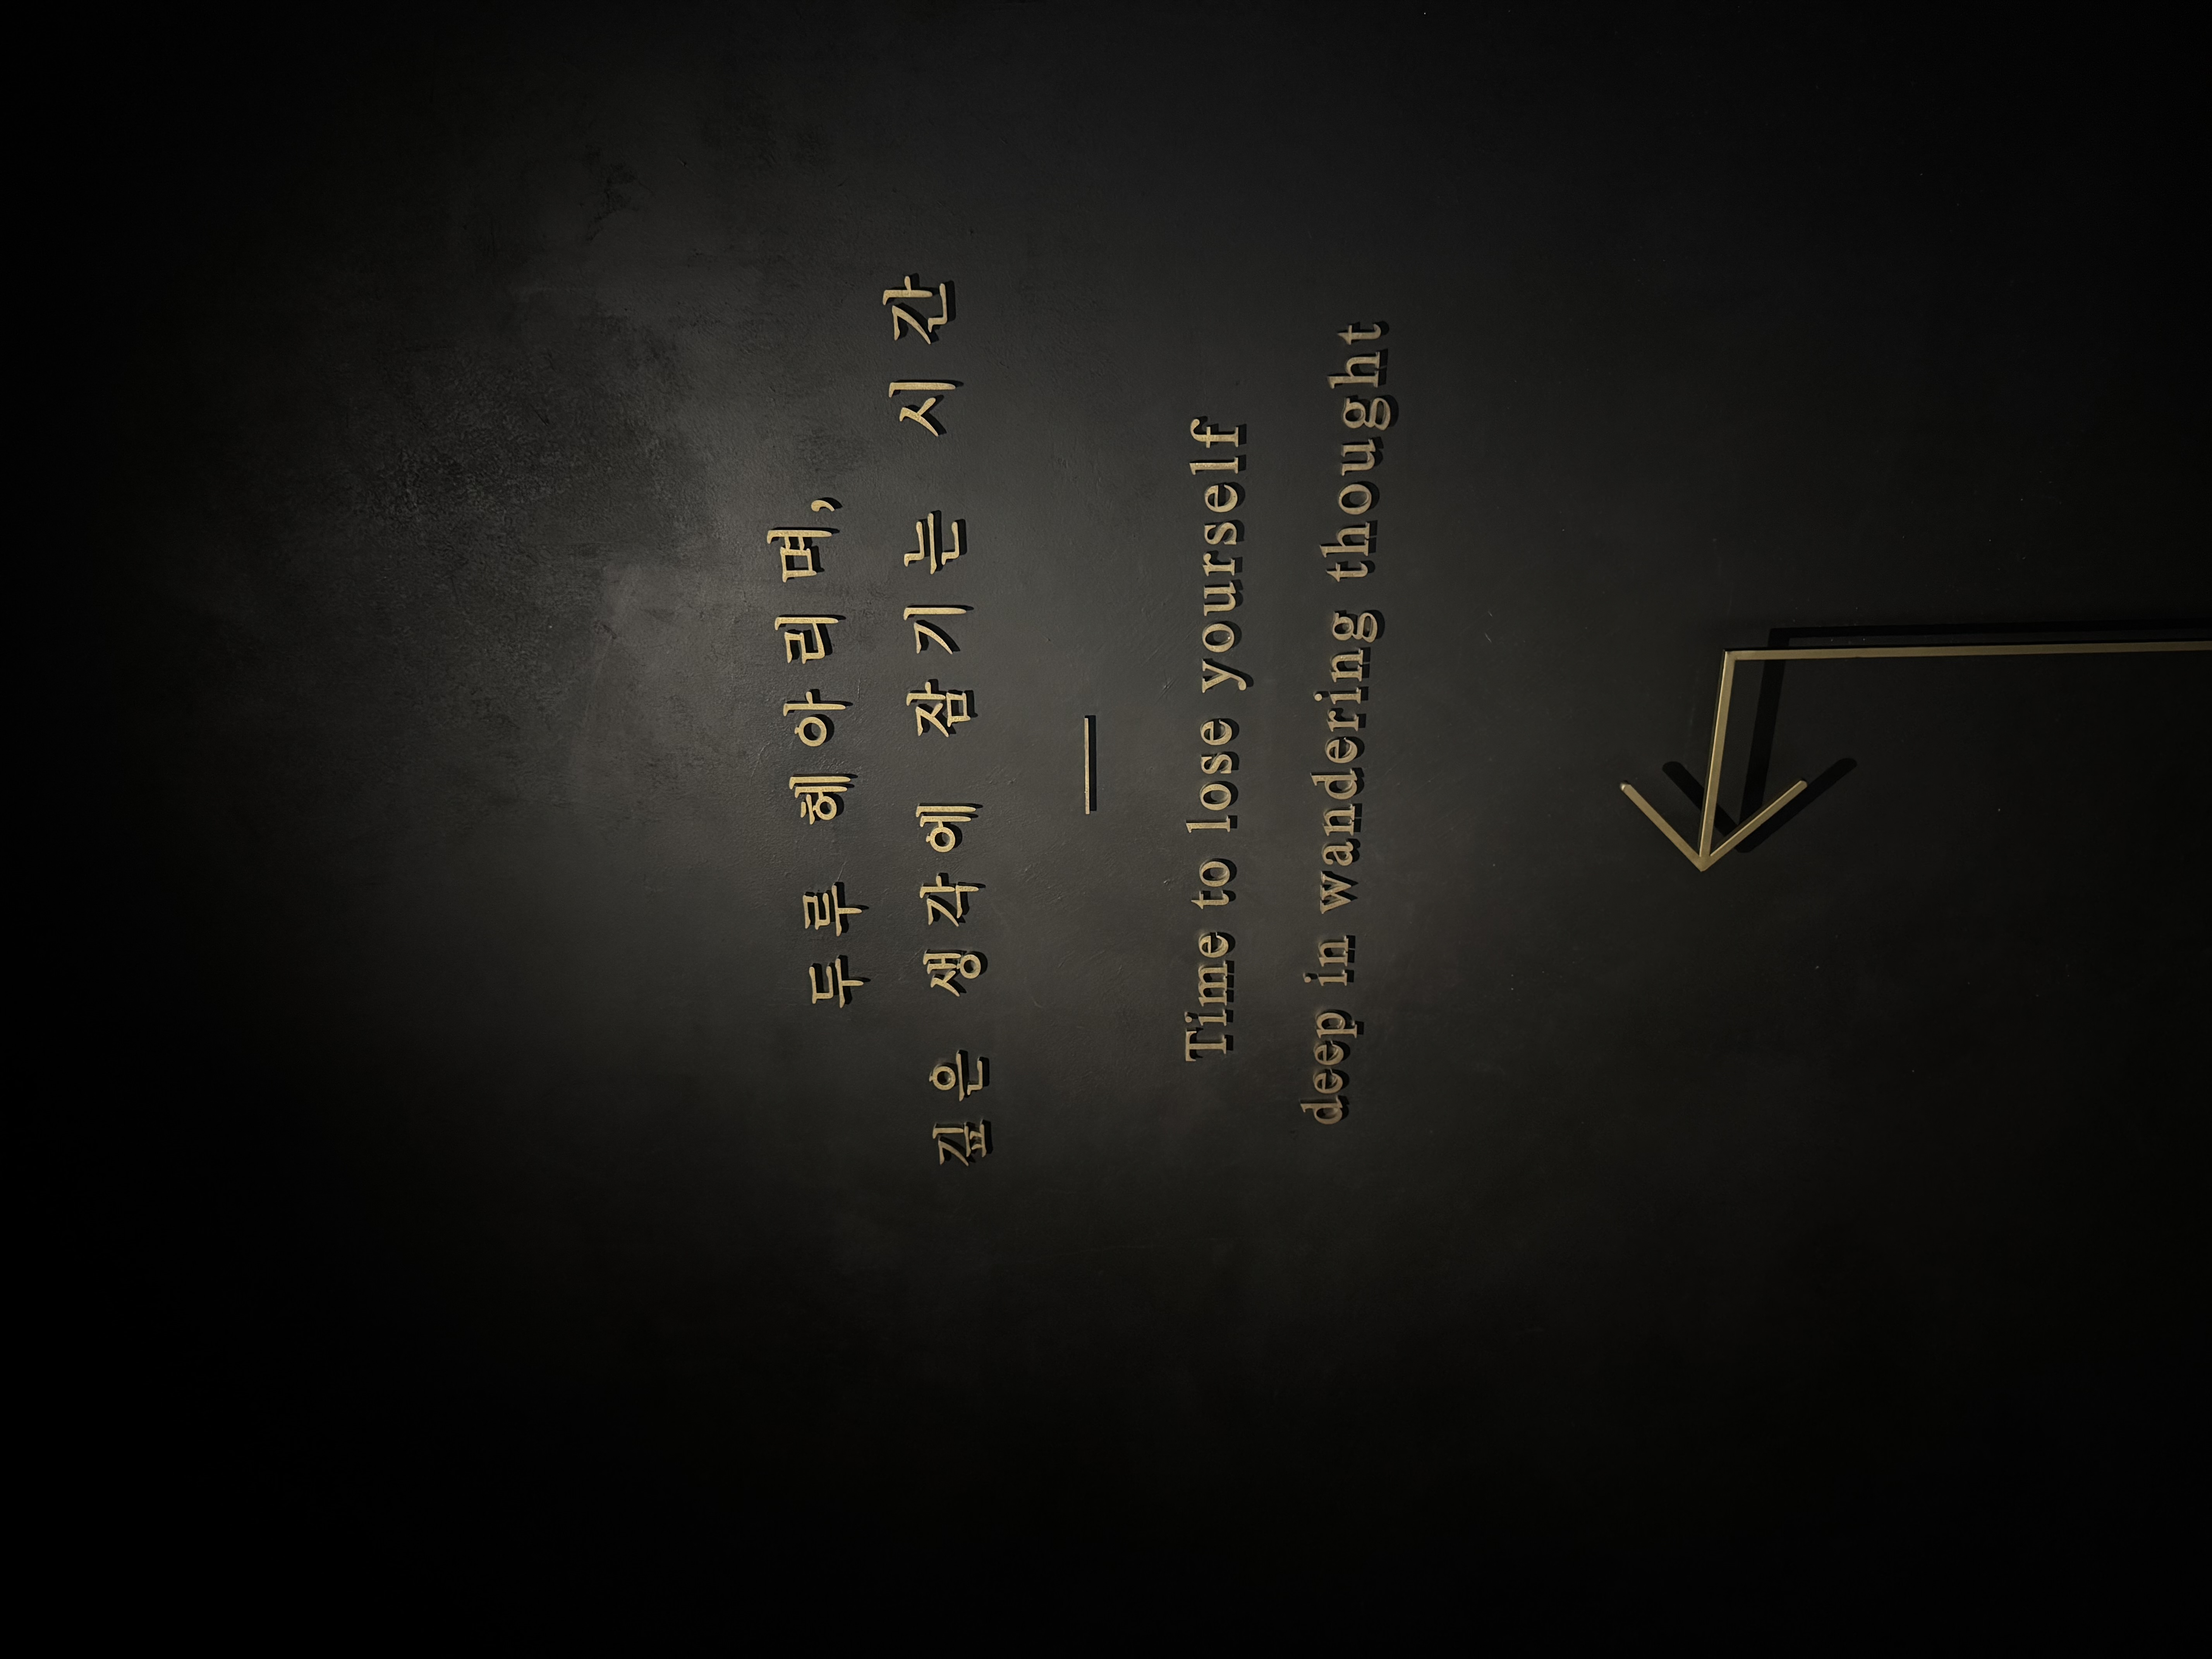 두루 헤아리며,
깊은 생각에 잠기는 시간
Time to lose yourself
deep in wandering thought